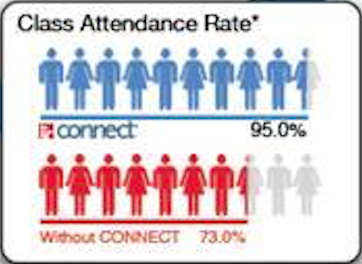 Class Attendance Rate*
connect 95.0%
Without CONNECT 73.0%